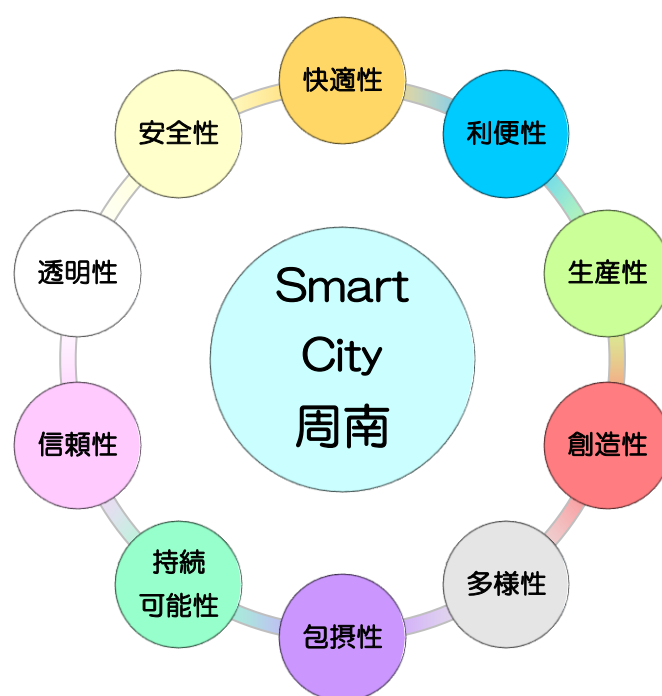 快適性
利便性
生産性
創造性
多様性
包摂性
持続
可能性
信頼性
透明性
安全性
Smart
City
周南